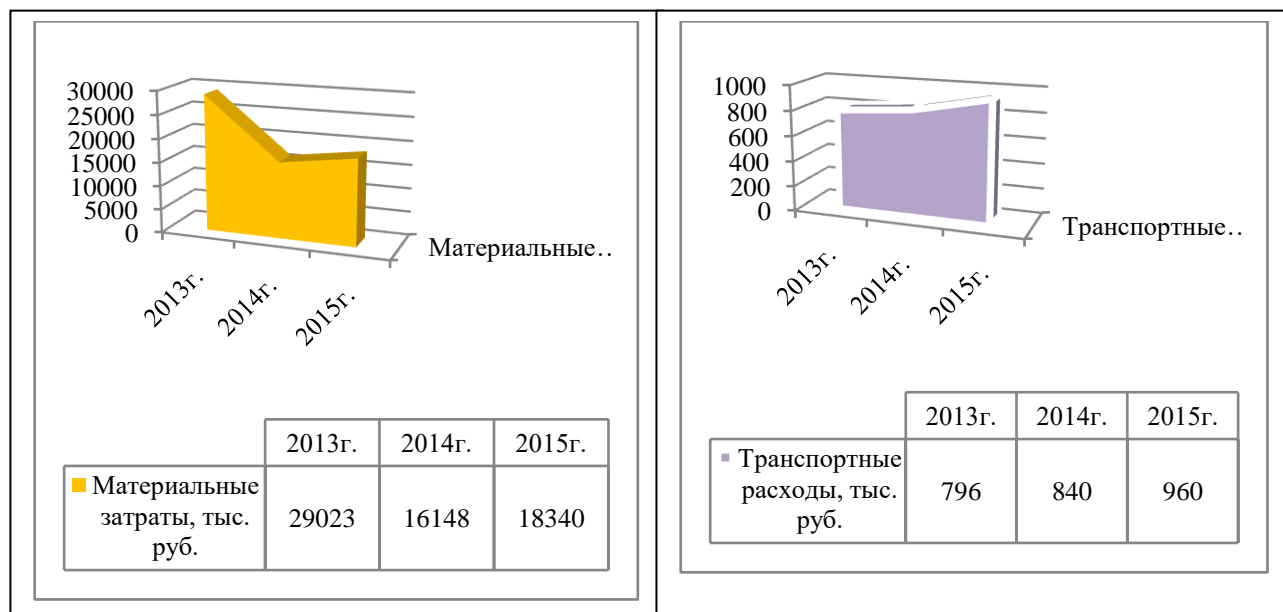 30000
25000
20000
15000
10000
5000
0
Материальные..
2013г.
2014г.
2015г.
2013г. 2014г. 2015г.
Материальные
затраты, тыс.
руб.
29023 16148 18340
1000
800
600
400
200
0
Транспортные..
2013г.
2014г.
2015г.
2013г. 2014г. 2015г.
Транспортные
расходы, тыс.
руб.
796 840 960